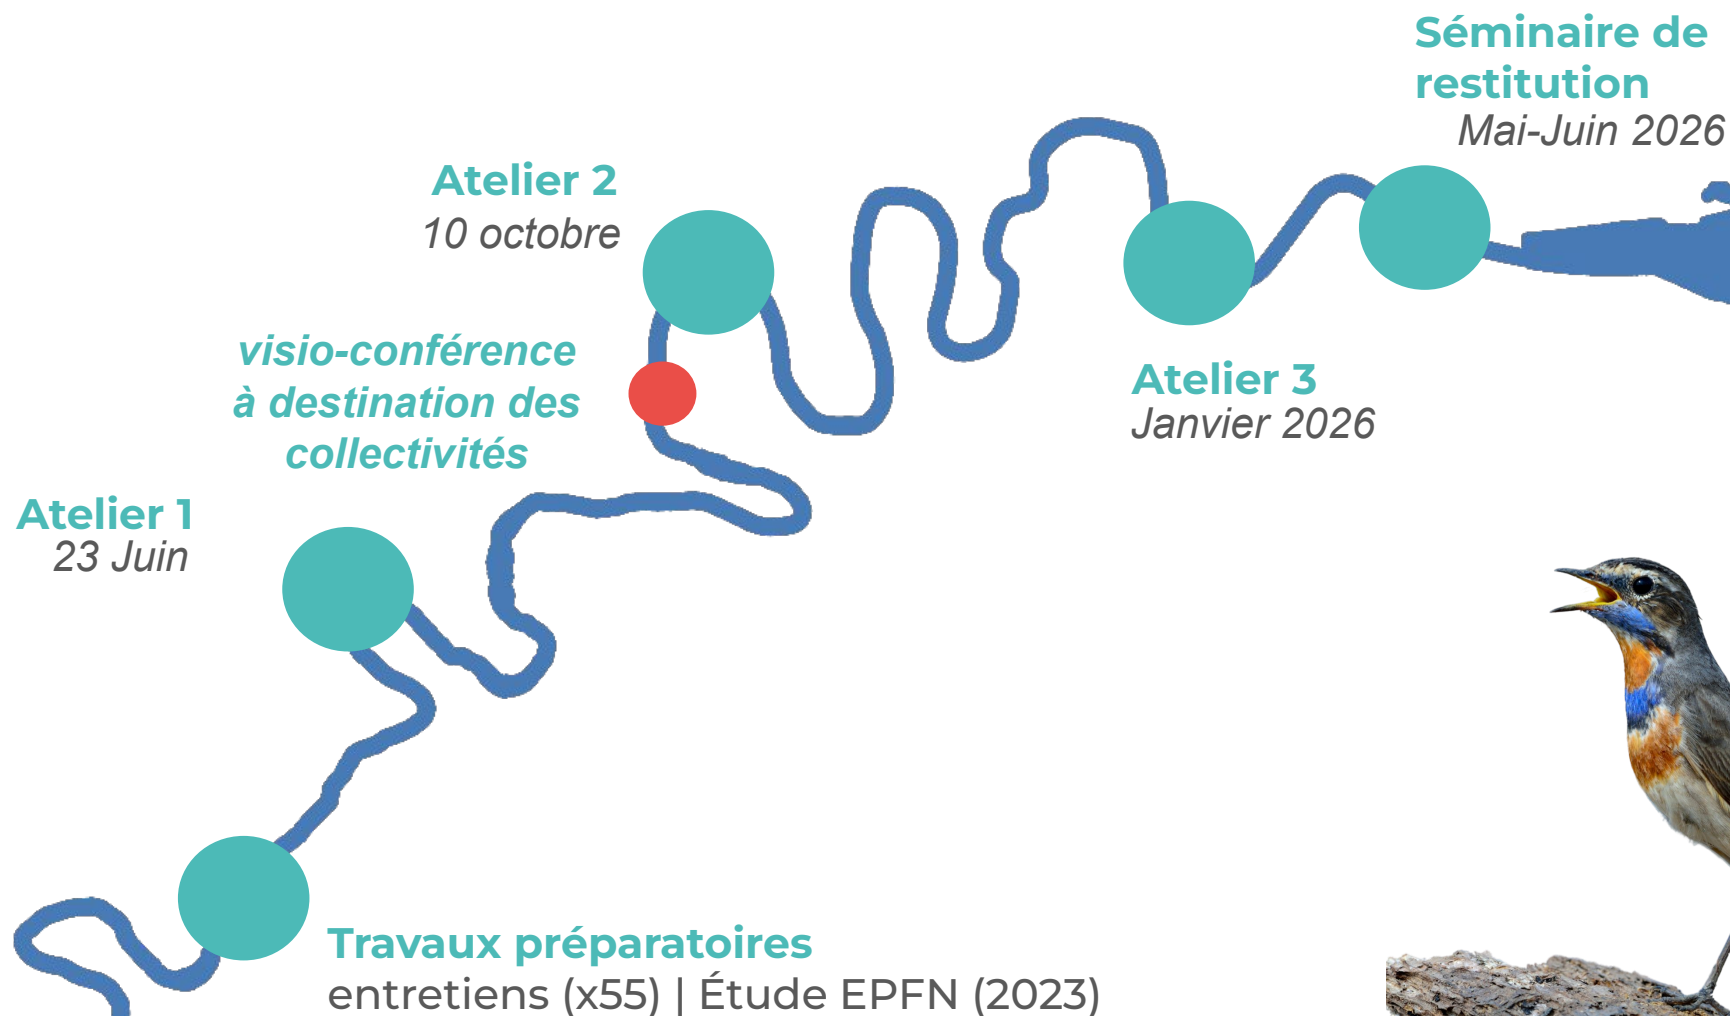 Séminaire de
restitution
Mai-Juin 2026
Atelier 2
10 octobre
visio-conférence
à destination des
collectivités
Atelier 3
Janvier 2026
Atelier 1
23 Juin
Travaux préparatoires
entretiens (x55) | Étude EPFN (2023)